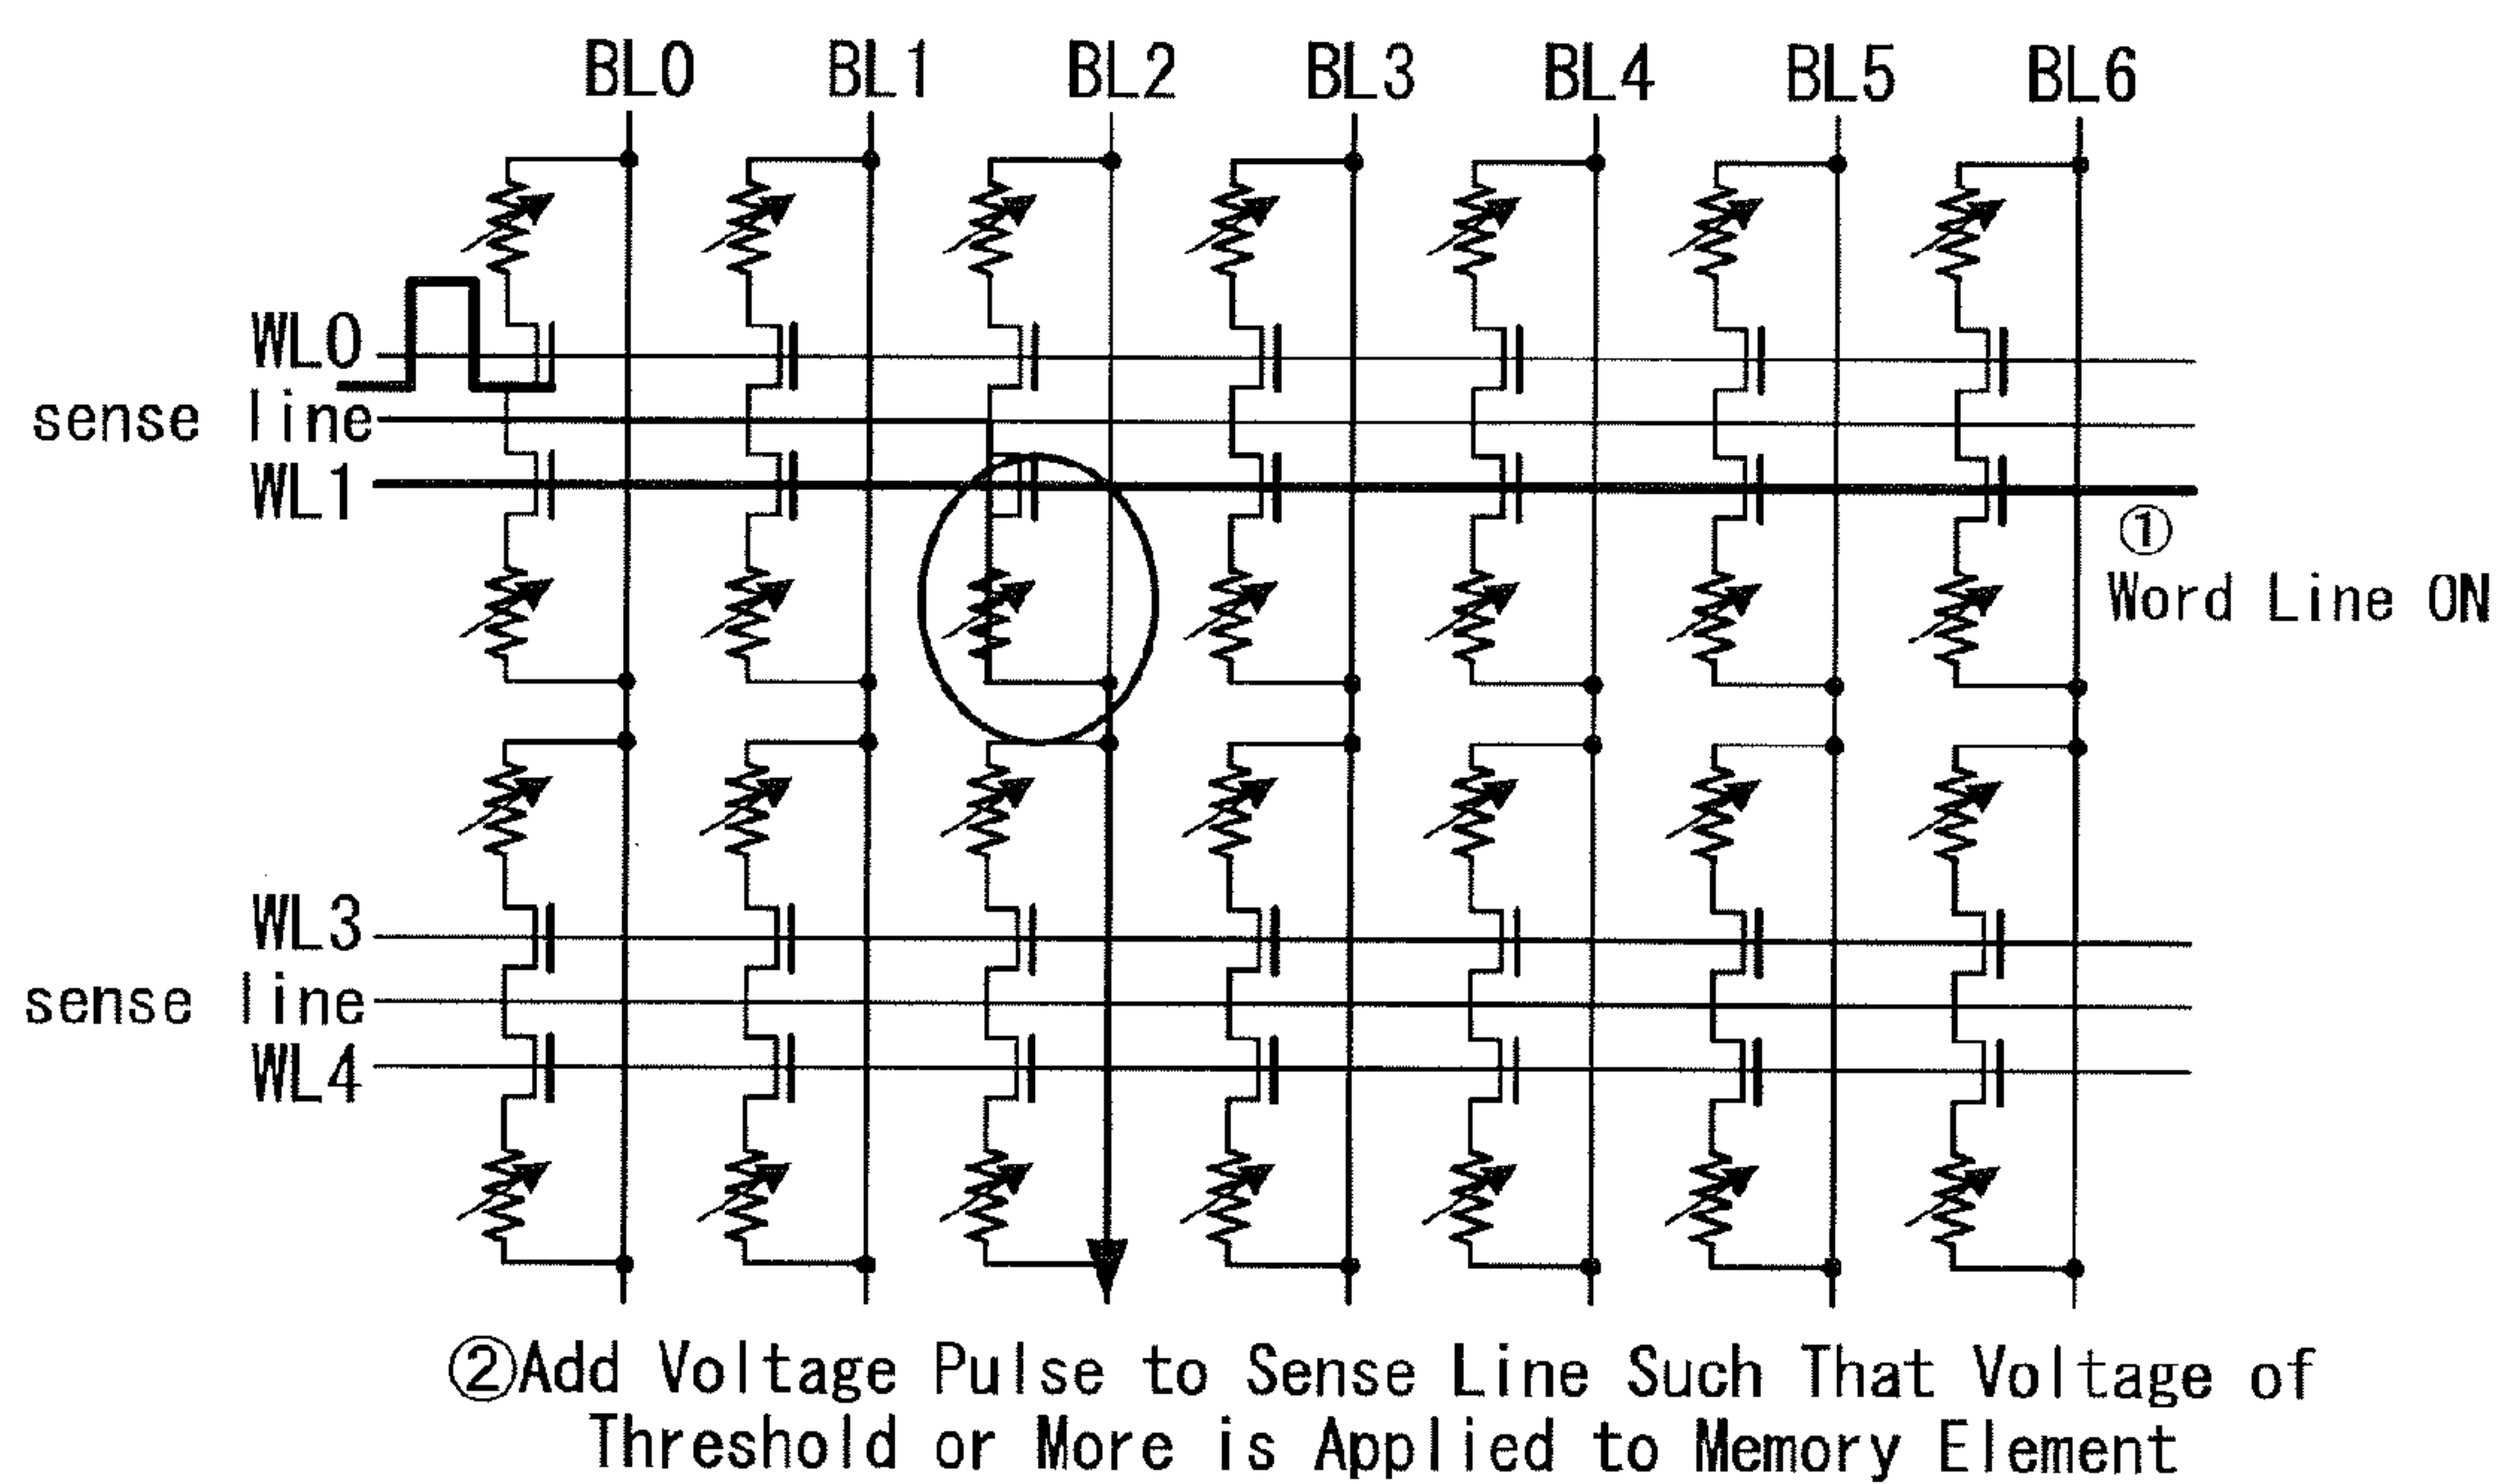 BL0 BL1 BL2 BL3 BL4 BL5 BL6
WL0
sense line
WL1
①
Word Line ON
WL3
sense line
WL4
②Add Voltage Pulse to Sense Line Such That Voltage of
Threshold or More is Applied to Memory Element